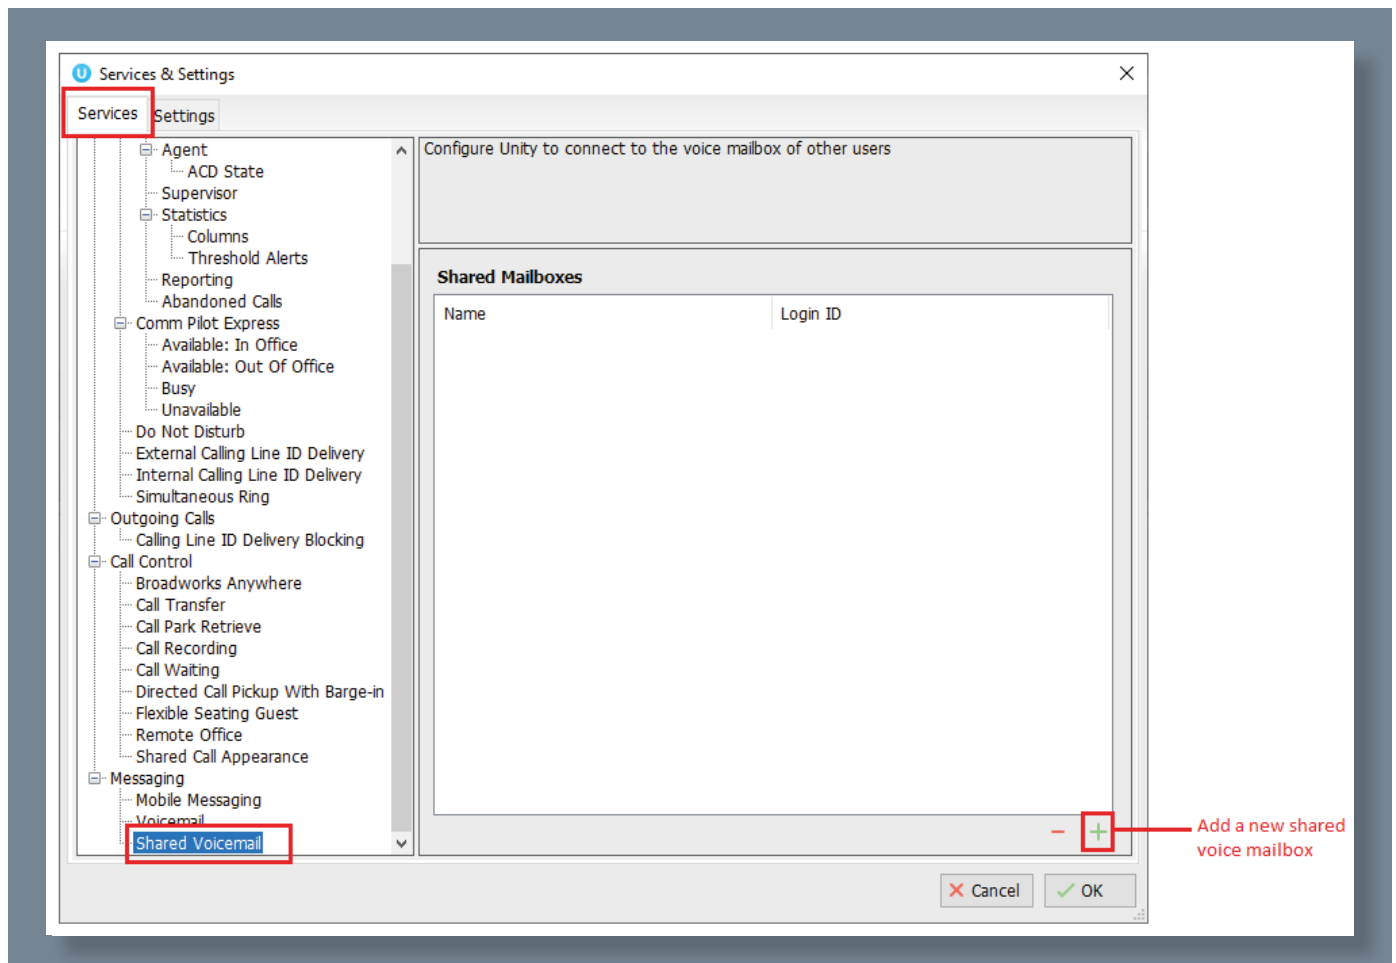 Services & Settings
Services
Settings
Agent
ACD State
Supervisor
Statistics
Columns
Threshold Alerts
Reporting
Abandoned Calls
Comm Pilot Express
Available: In Office
Available: Out Of Office
Busy
Unavailable
Do Not Disturb
External Calling Line ID Delivery
Internal Calling Line ID Delivery
Simultaneous Ring
Outgoing Calls
Calling Line ID Delivery Blocking
Call Control
Broadworks Anywhere
Call Transfer
Call Park Retrieve
Call Recording
Call Waiting
Directed Call Pickup With Barge-in
Flexible Seating Guest
Remote Office
Shared Call Appearance
Messaging
Mobile Messaging
Voicemail
Shared Voicemail
Configure Unity to connect to the voice mailbox of other users
Shared Mailboxes
Name
Login ID
Add a new shared
voice mailbox
Cancel
OK